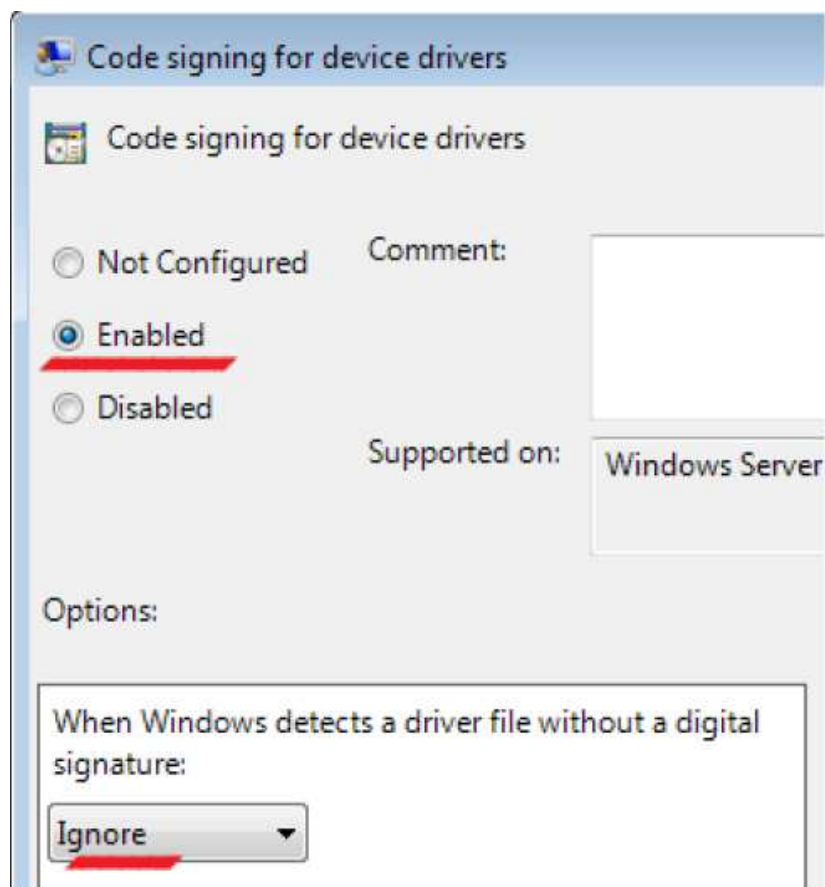 Code signing for device drivers
Code signing for device drivers
Not Configured
Comment:
Enabled
Disabled
Supported on:
Windows Server
Options:
When Windows detects a driver file without a digital
signature:
Ignore